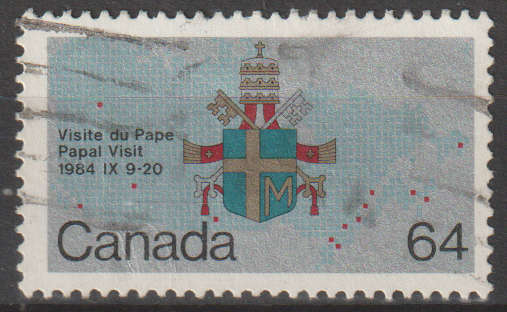 Visite du Pape
Papal Visit
1984 IX 9-20
M
Canada
64